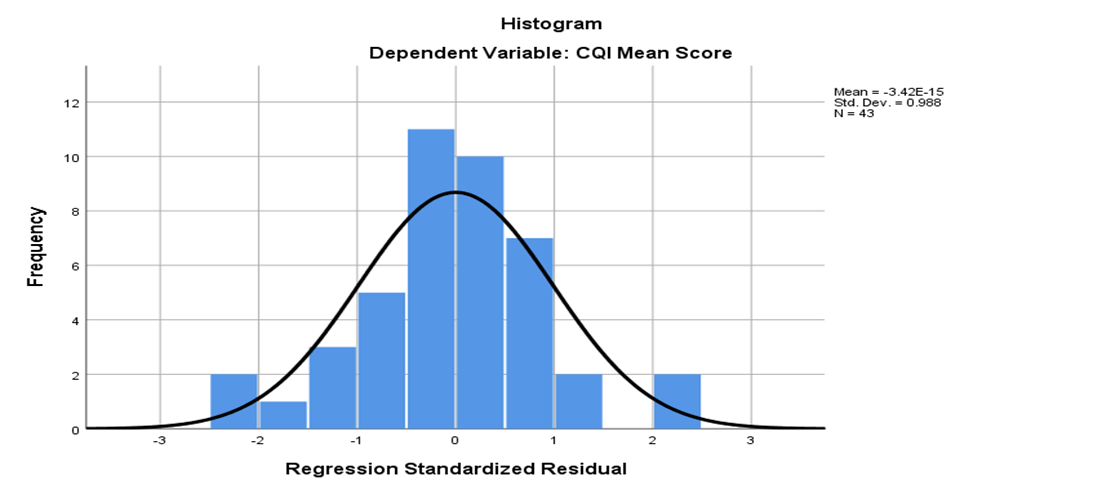 Histogram
Dependent Variable: CQI Mean Score
Mean = -3.42E-15
Std. Dev. = 0.988
N = 43
Frequency
12
10
8
6
4
2
0
-3 -2 -1 0 1 2 3
Regression Standardized Residual